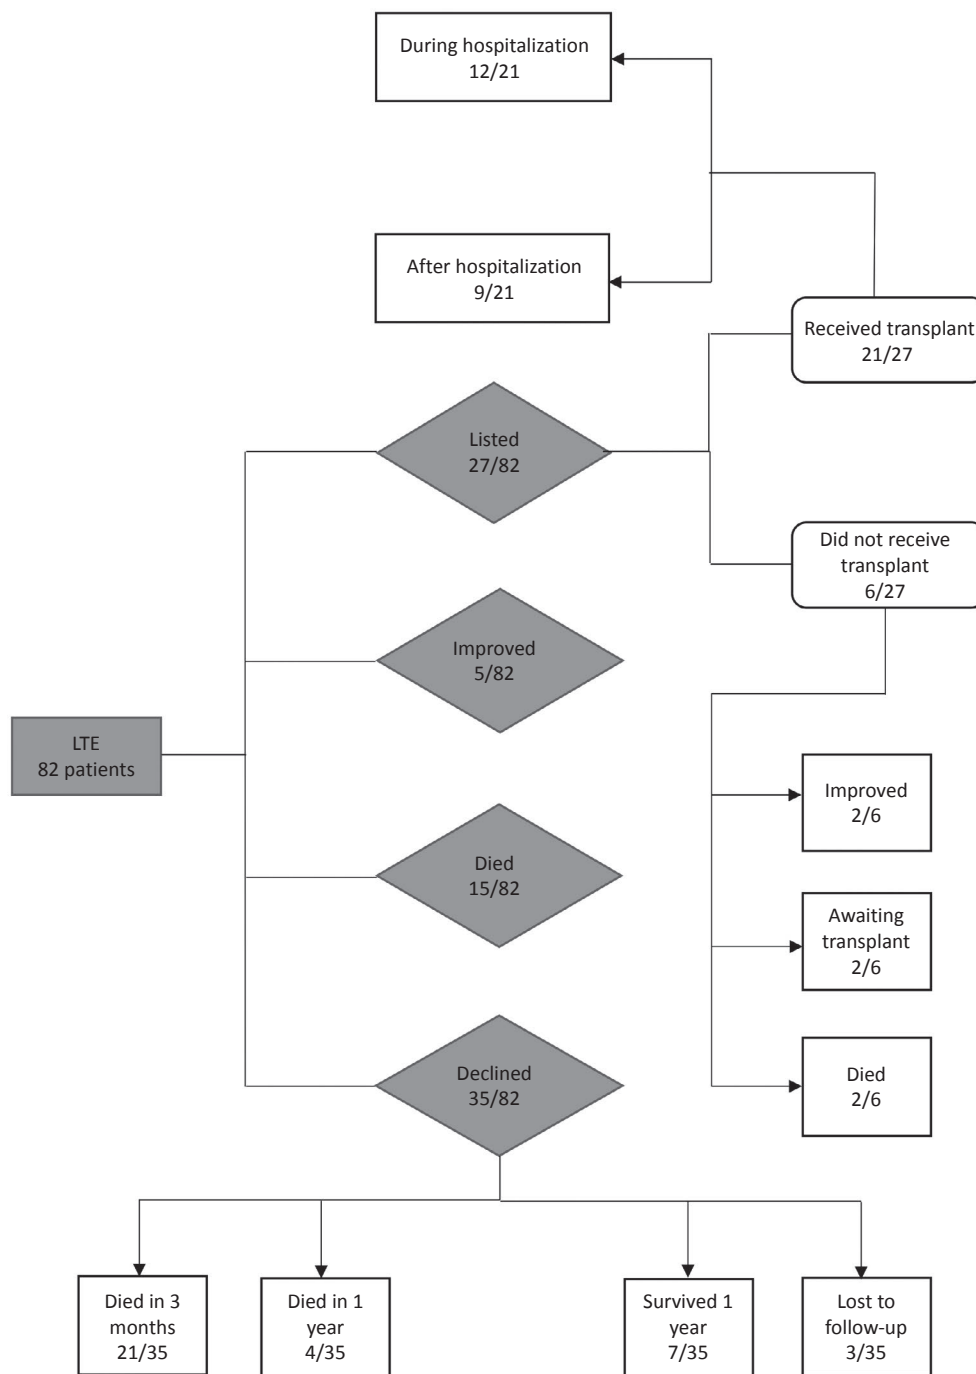 During hospitalization
12/21
After hospitalization
9/21
Received transplant
21/27
Listed
27/82
Did not receive
transplant
6/27
Improved
5/82
LTE
82 patients
Improved
2/6
Died
15/82
Awaiting
transplant
2/6
Declined
35/82
Died
2/6
Died in 3
months
21/35
Died in 1
year
4/35
Survived 1
year
7/35
Lost to
follow-up
3/35